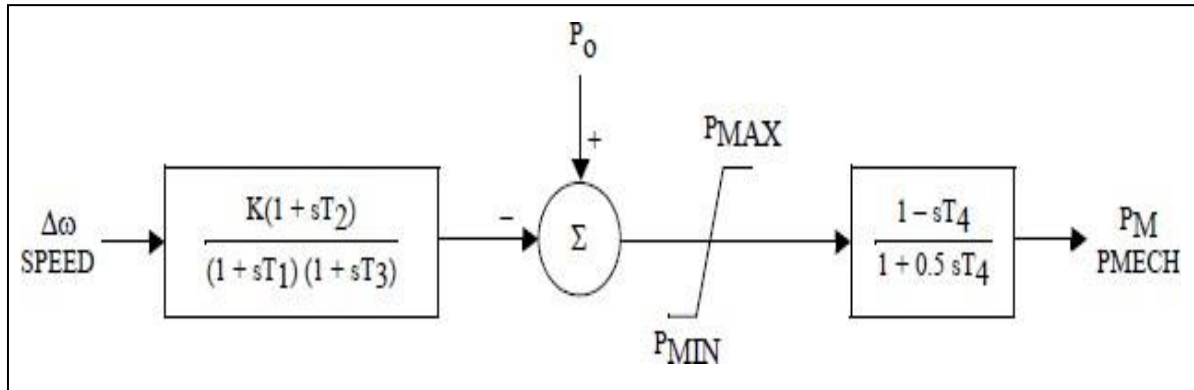 P₀
+
PMAX
Δω
SPEED
K(1 + sT₂)
(1 + sT₁) (1 + sT₃)
–
Σ
1 – sT₄
1 + 0.5 sT₄
PM
PMECH
PMIN